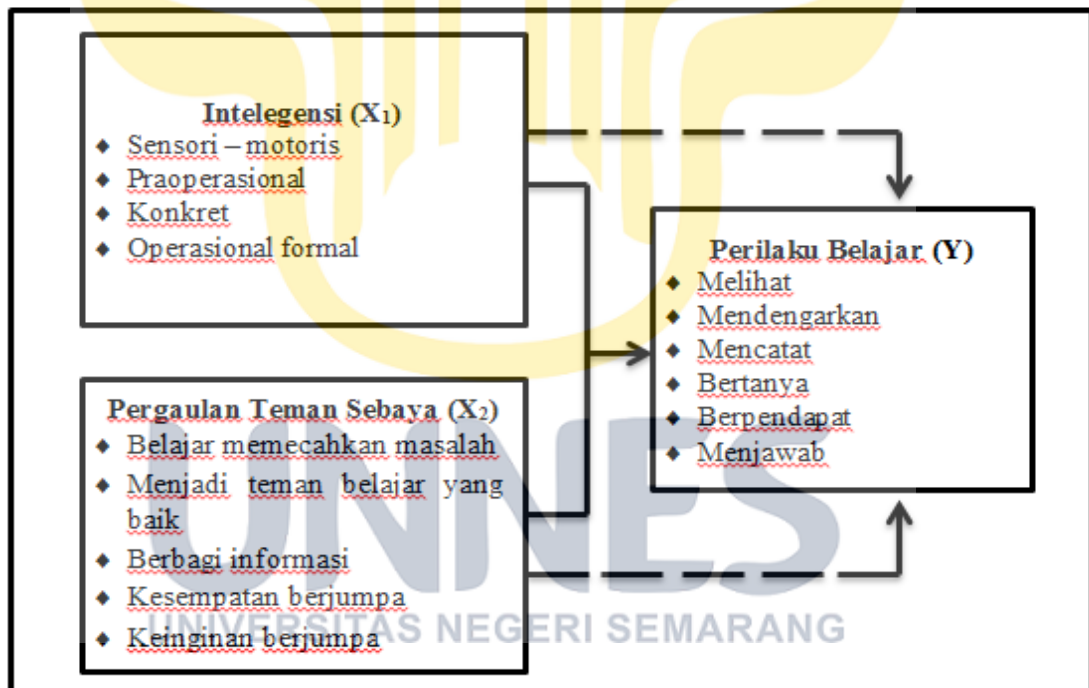 Intelegensi (X₁)
◆ Sensori – motoris
◆ Praoperasional
◆ Konkret
◆ Operasional formal
Pergaulan Teman Sebaya (X₂)
◆ Belajar memecahkan masalah
◆ Menjadi teman belajar yang
baik
◆ Berbagi informasi
◆ Kesempatan berjumpa
◆ Keinginan berjumpa
Perilaku Belajar (Y)
◆ Melihat
◆ Mendengarkan
◆ Mencatat
◆ Bertanya
◆ Berpendapat
◆ Menjawab
UNNES
UNIVERSITAS NEGERI SEMARANG